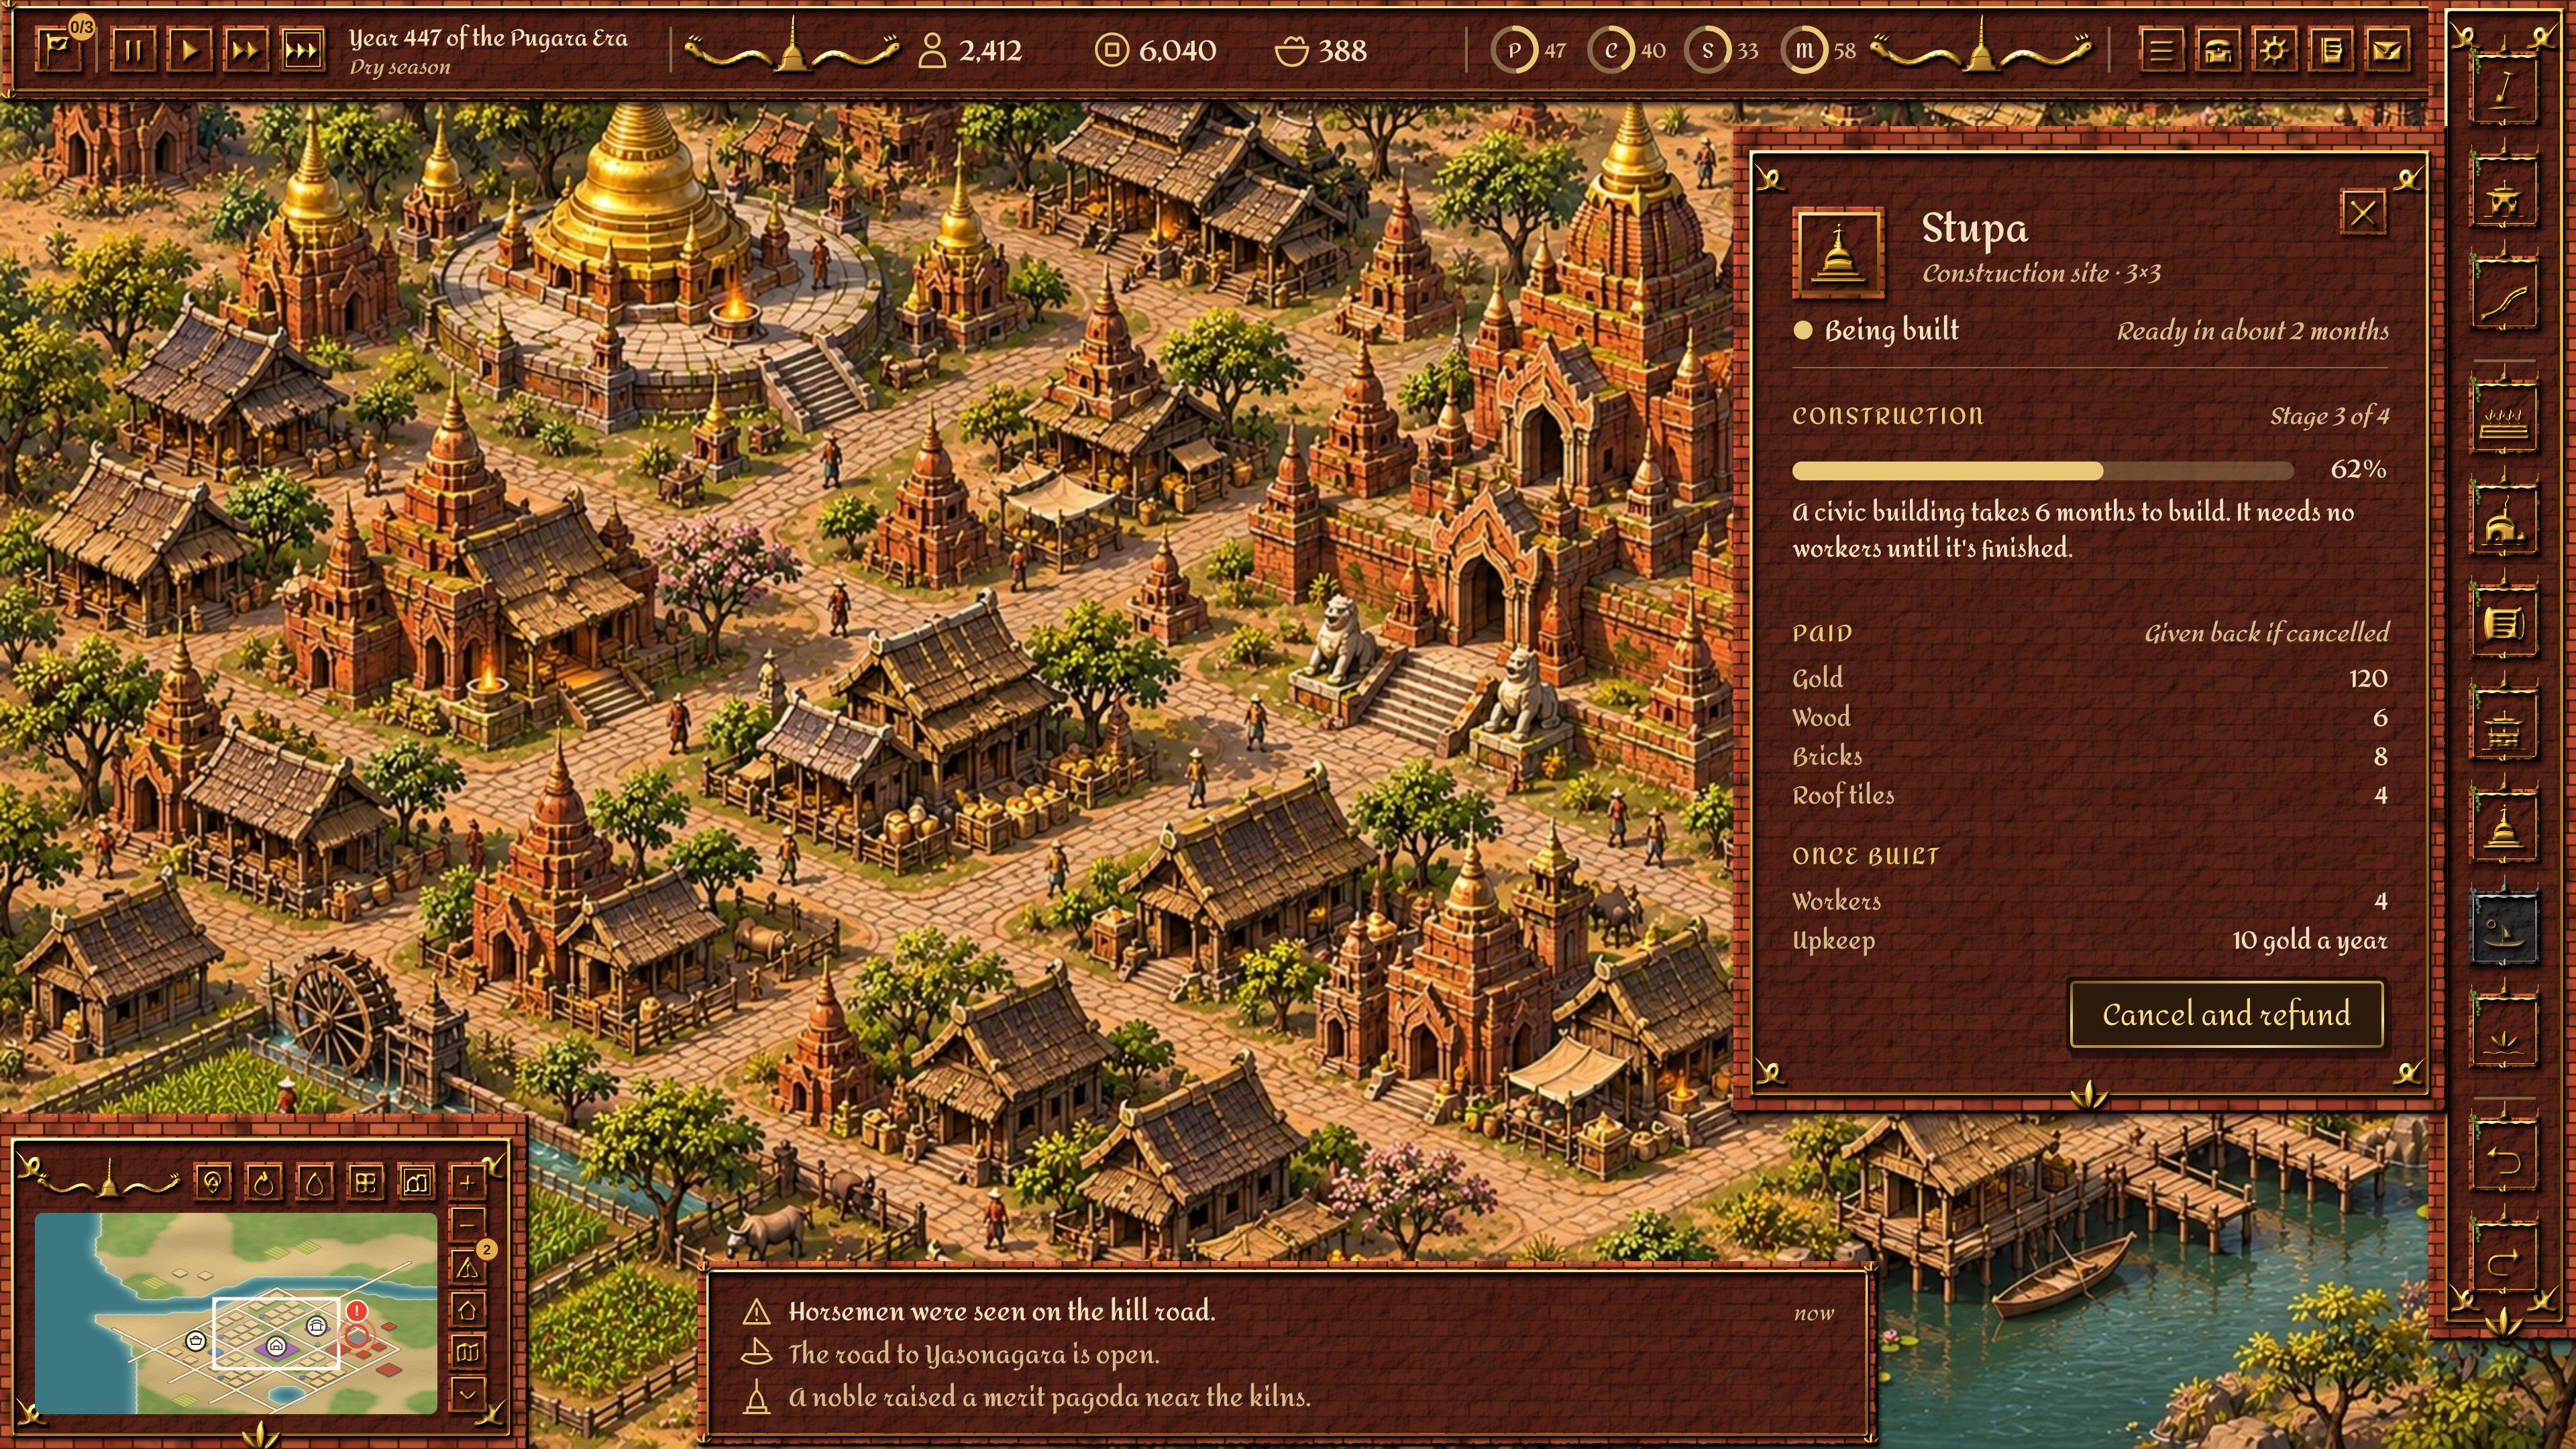 0/3
Year 447 of the Pugara Era
Dry season
2,412
6,040
388
P 47
C 40
S 33
M 58
Stupa
Construction site · 3×3
Being built
Ready in about 2 months
CONSTRUCTION
Stage 3 of 4
62%
A civic building takes 6 months to build. It needs no
workers until it's finished.
PAID
Given back if cancelled
Gold 120
Wood 6
Bricks 8
Roof tiles 4
ONCE BUILT
Workers 4
Upkeep 10 gold a year
Cancel and refund
2
!
Horsemen were seen on the hill road. now
The road to Yasonagara is open.
A noble raised a merit pagoda near the kilns.